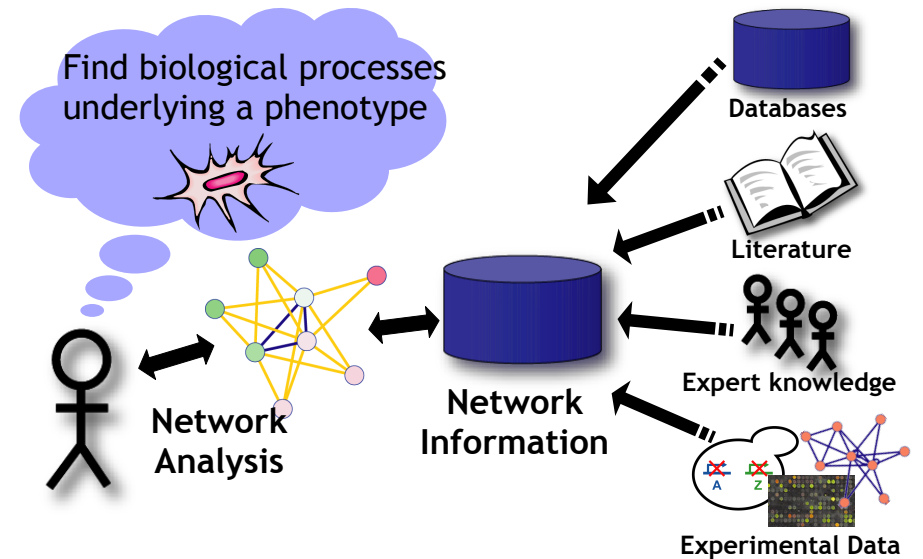 Find biological processes
underlying a phenotype
Databases
Literature
Expert knowledge
A Z
Experimental Data
Network
Information
Network
Analysis